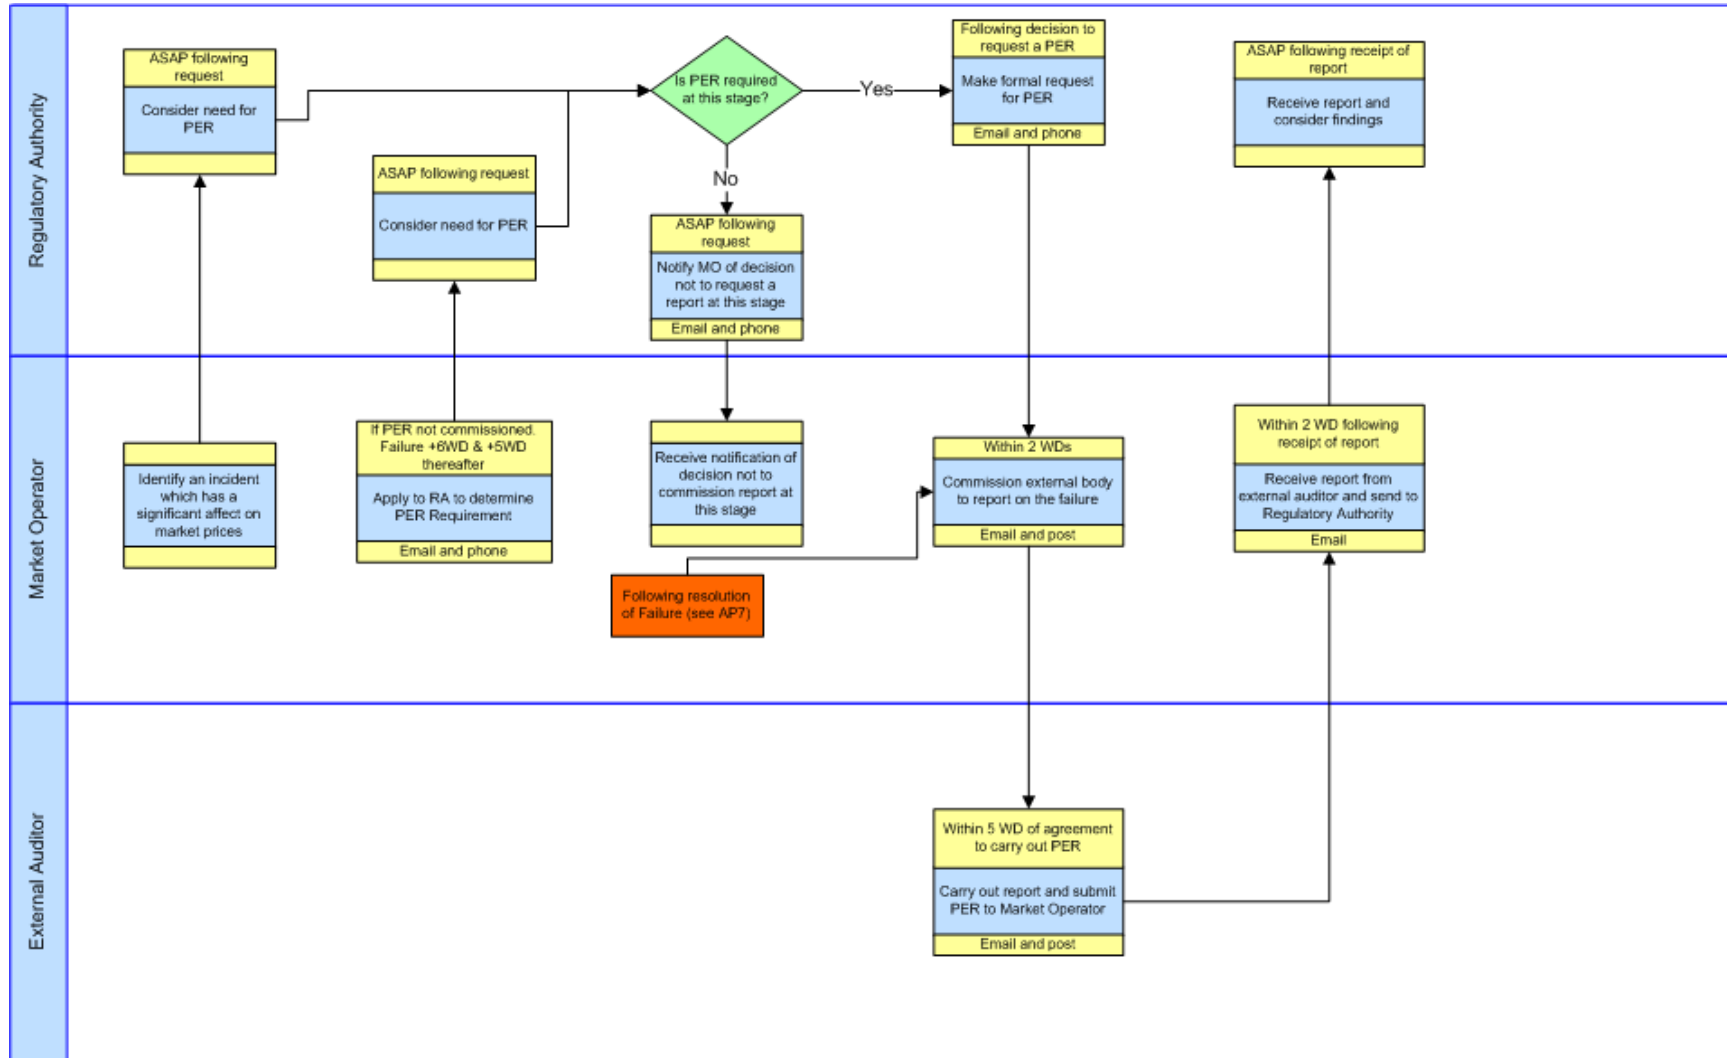 Regulatory Authority
ASAP following
request
Consider need for
PER
ASAP following request
Consider need for PER
Is PER required
at this stage?
Yes
No
ASAP following
request
Notify MO of decision
not to request a
report at this stage
Email and phone
Following decision to
request a PER
Make formal request
for PER
Email and phone
ASAP following receipt of
report
Receive report and
consider findings
Market Operator
Identify an incident
which has a
significant affect on
market prices
If PER not commissioned.
Failure +6WD & +5WD
thereafter
Apply to RA to determine
PER Requirement
Email and phone
Receive notification of
decision not to
commission report at
this stage
Following resolution
of Failure (see AP7)
Within 2 WDs
Commission external body
to report on the failure
Email and post
Within 2 WD following
receipt of report
Receive report from
external auditor and send to
Regulatory Authority
Email
External Auditor
Within 5 WD of agreement
to carry out PER
Carry out report and submit
PER to Market Operator
Email and post